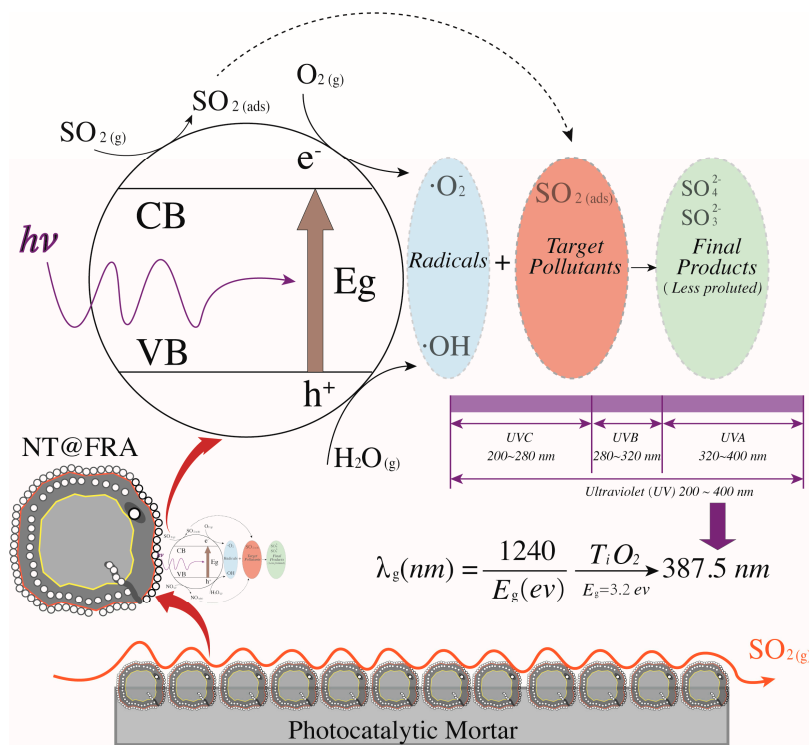 O₂ (g)
SO₂ (ads)
SO₂ (g)
e⁻
CB
hν
Eg
VB
h⁺
H₂O (g)
·O₂⁻
Radicals
·OH
+
SO₂ (ads)
Target
Pollutants
SO₄²⁻
SO₃²⁻
Final
Products
( Less proluted)
UVC
200~280 nm
UVB
280~320 nm
UVA
320~400 nm
Ultraviolet (UV) 200 ~ 400 nm
NT@FRA
CB
Eg
λg(nm) = 1240 / Eg(ev) TiO₂ Eg=3.2 ev 387.5 nm
SO₂ (g)
Photocatalytic Mortar